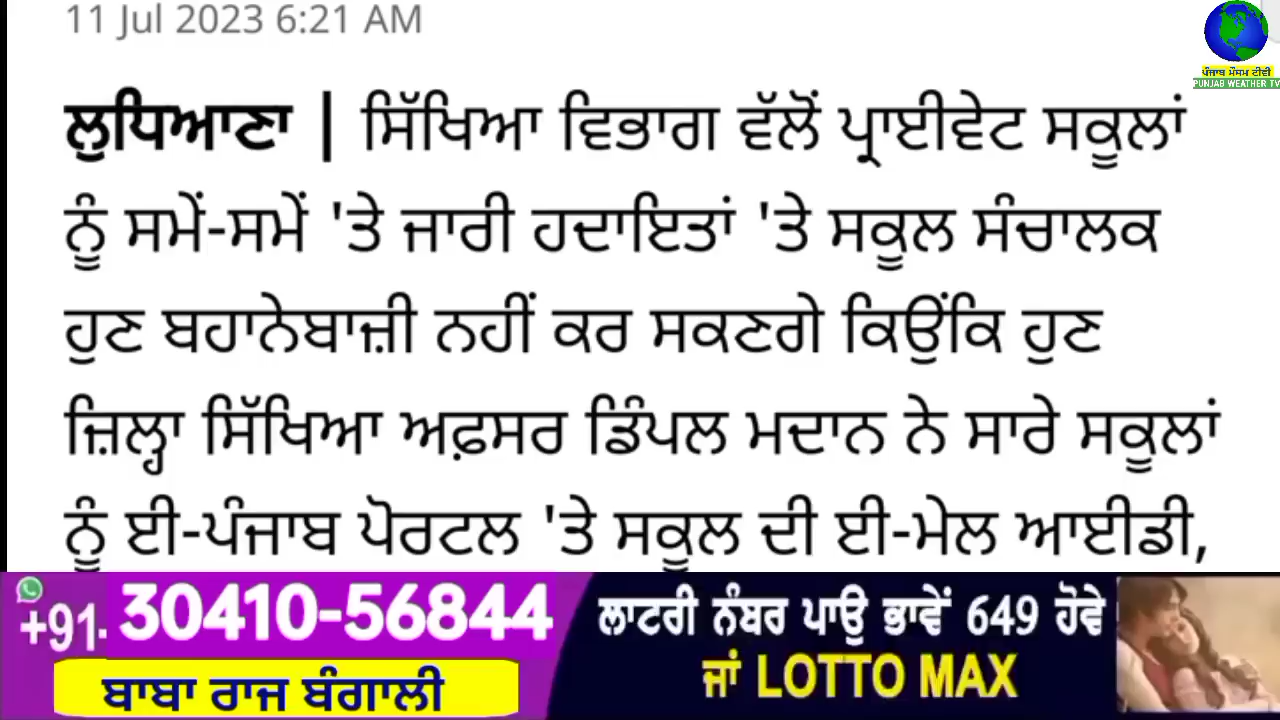 11 Jul 2023 6:21 AM
ਪੰਜਾਬ ਮੌਸਮ ਟੀਵੀ
PUNJAB WEATHER TV
ਲੁਧਿਆਣਾ | ਸਿੱਖਿਆ ਵਿਭਾਗ ਵੱਲੋਂ ਪ੍ਰਾਈਵੇਟ ਸਕੂਲਾਂ
ਨੂੰ ਸਮੇਂ-ਸਮੇਂ 'ਤੇ ਜਾਰੀ ਹਦਾਇਤਾਂ 'ਤੇ ਸਕੂਲ ਸੰਚਾਲਕ
ਹੁਣ ਬਹਾਨੇਬਾਜ਼ੀ ਨਹੀਂ ਕਰ ਸਕਣਗੇ ਕਿਉਂਕਿ ਹੁਣ
ਜ਼ਿਲ੍ਹਾ ਸਿੱਖਿਆ ਅਫ਼ਸਰ ਡਿੰਪਲ ਮਦਾਨ ਨੇ ਸਾਰੇ ਸਕੂਲਾਂ
ਨੂੰ ਈ-ਪੰਜਾਬ ਪੋਰਟਲ 'ਤੇ ਸਕੂਲ ਦੀ ਈ-ਮੇਲ ਆਈਡੀ,
+91- 30410-56844
ਬਾਬਾ ਰਾਜ ਬੰਗਾਲੀ
ਲਾਟਰੀ ਨੰਬਰ ਪਾਉ ਭਾਵੇਂ 649 ਹੋਵੇ
ਜਾਂ LOTTO MAX